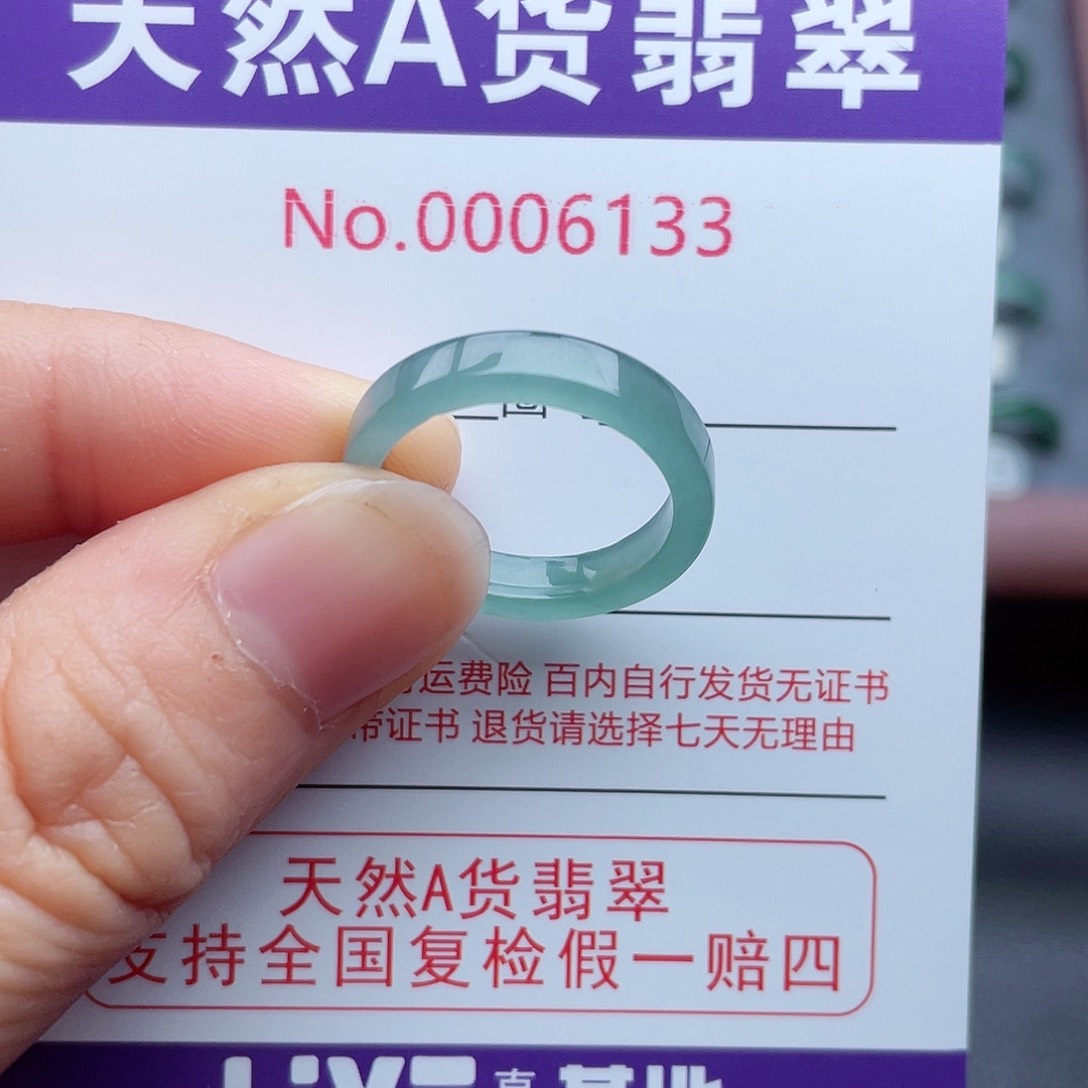 天然A货翡翠
No.0006133
运费险 百内自行发货无证书
带证书 退货请选择七天无理由
天然A货翡翠
支持全国复检假一赔四
LiVE